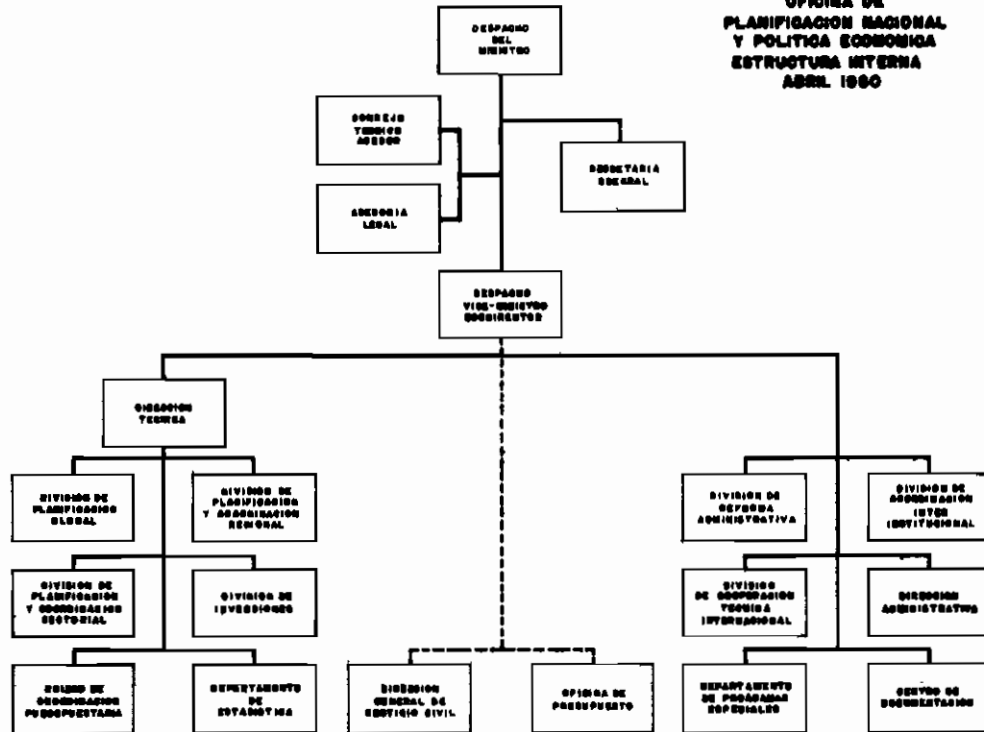 OFICINA DE
PLANIFICACION NACIONAL
Y POLITICA ECONOMICA
ESTRUCTURA INTERNA
ABRIL 1980
DESPACHO
DEL
MINISTRO
CONSEJO
TECNICO
ASESOR
SECRETARIA
GENERAL
ASESORIA
LEGAL
DESPACHO
VICE-MINISTRO
SUBDIRECTOR
DIRECCION
TECNICA
DIVISION DE
PLANIFICACION
GLOBAL
DIVISION DE
PLANIFICACION
Y COORDINACION
REGIONAL
DIVISION DE
REFORMA
ADMINISTRATIVA
DIVISION DE
COORDINACION
INTER
INSTITUCIONAL
DIVISION DE
PLANIFICACION
Y COORDINACION
SECTORIAL
DIVISION DE
INVERSIONES
DIVISION
DE COOPERACION
TECNICA
INTERNACIONAL
DIRECCION
ADMINISTRATIVA
DE
COORDINACION
PRESUPUESTARIA
DEPARTAMENTO
DE
ESTADISTICA
DIRECCION
GENERAL DE
SERVICIO CIVIL
OFICINA DE
PRESUPUESTO
DEPARTAMENTO
DE PROGRAMAS
ESPECIALES
CENTRO DE
DOCUMENTACION